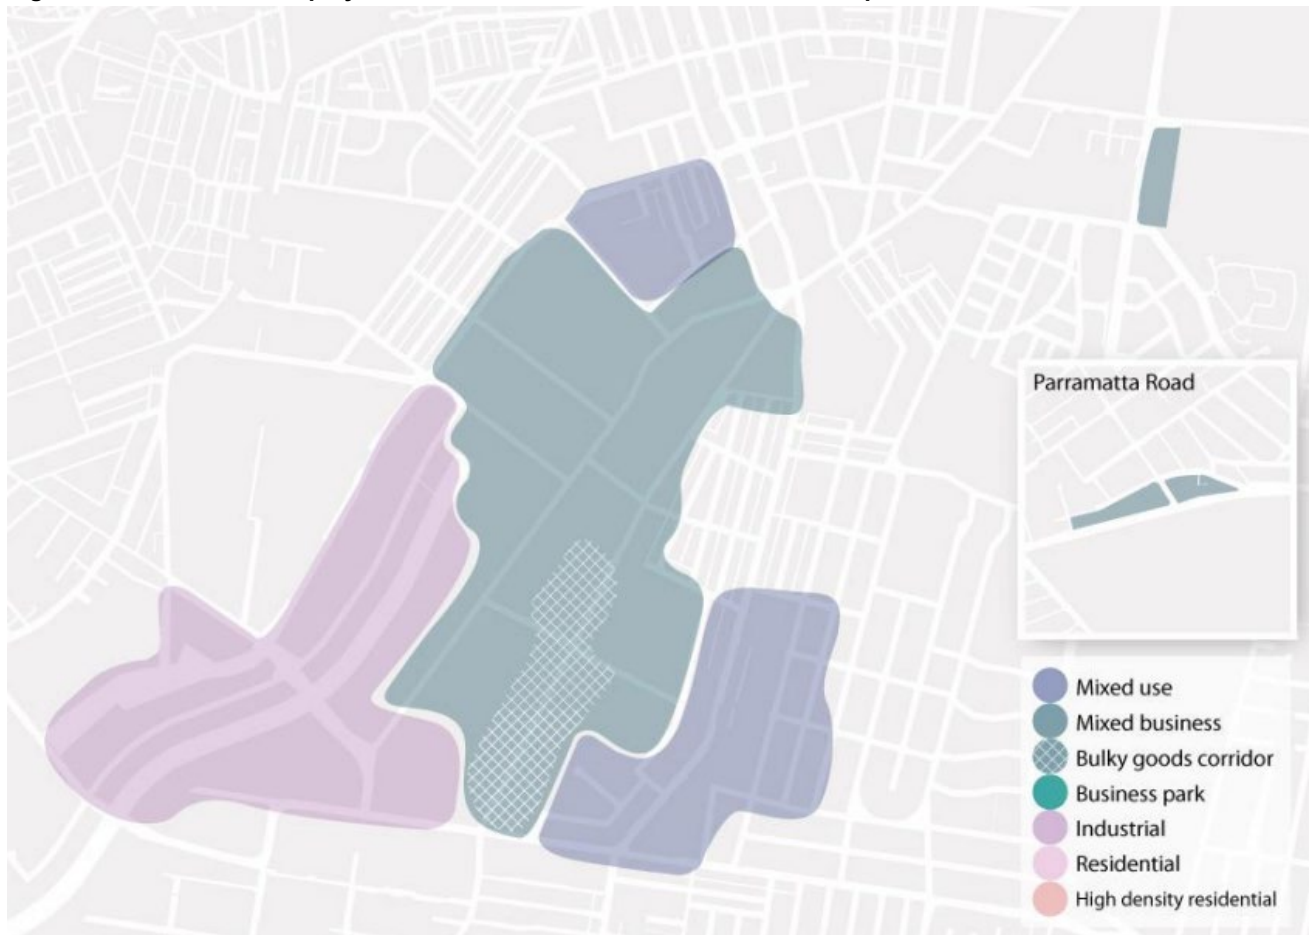 Parramatta Road
Mixed use
Mixed business
Bulky goods corridor
Business park
Industrial
Residential
High density residential